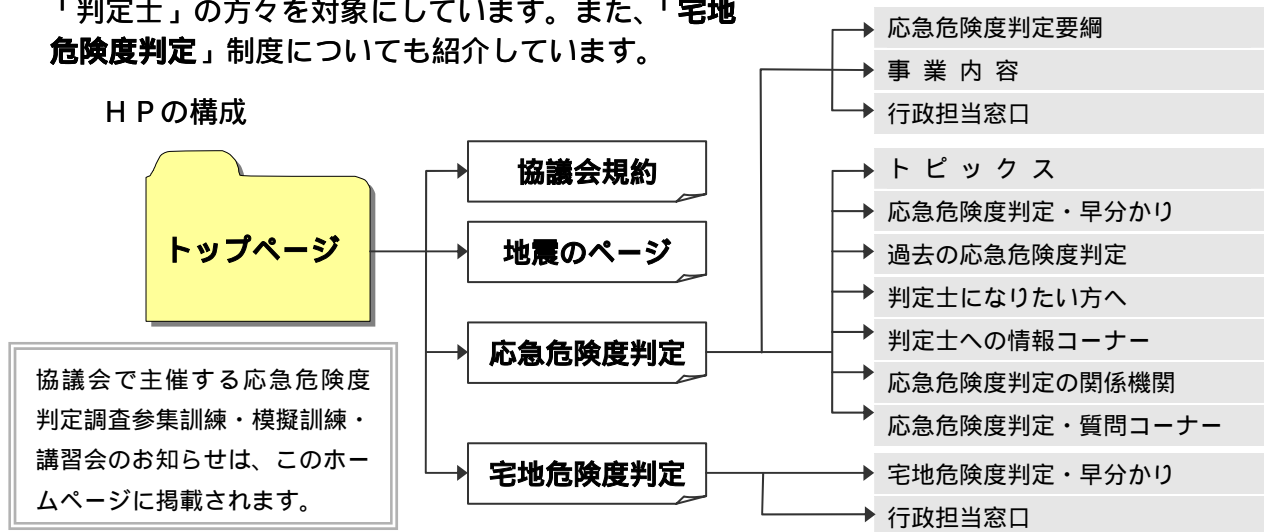 「判定士」の方々を対象にしています。また、「宅地
危険度判定」制度についても紹介しています。
ＨＰの構成
トップページ
協議会規約
地震のページ
応急危険度判定
宅地危険度判定
応急危険度判定要綱
事 業 内 容
行政担当窓口
ト ピ ッ ク ス
応急危険度判定・早分かり
過去の応急危険度判定
判定士になりたい方へ
判定士への情報コーナー
応急危険度判定の関係機関
応急危険度判定・質問コーナー
宅地危険度判定・早分かり
行政担当窓口
協議会で主催する応急危険度
判定調査参集訓練・模擬訓練・
講習会のお知らせは、このホー
ムページに掲載されます。